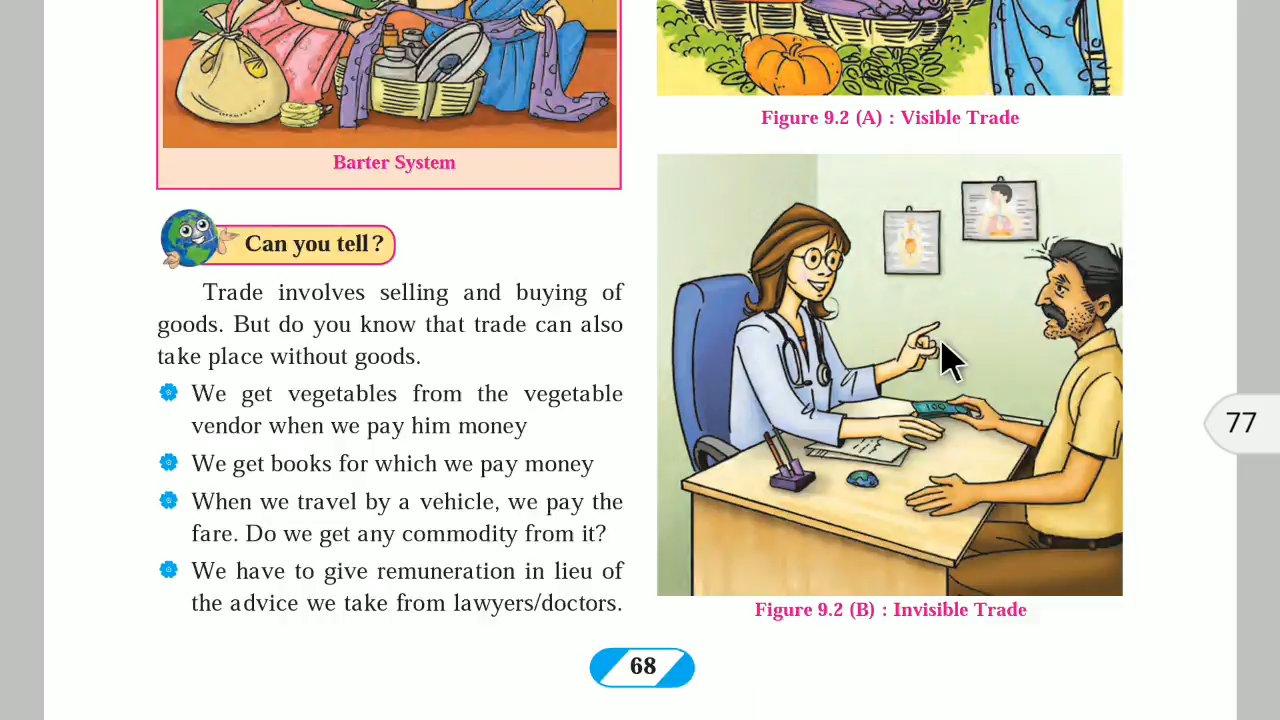 Barter System
Can you tell ?
Trade involves selling and buying of
goods. But do you know that trade can also
take place without goods.
We get vegetables from the vegetable
vendor when we pay him money
We get books for which we pay money
When we travel by a vehicle, we pay the
fare. Do we get any commodity from it?
We have to give remuneration in lieu of
the advice we take from lawyers/doctors.
Figure 9.2 (A) : Visible Trade
100
Figure 9.2 (B) : Invisible Trade
68
77